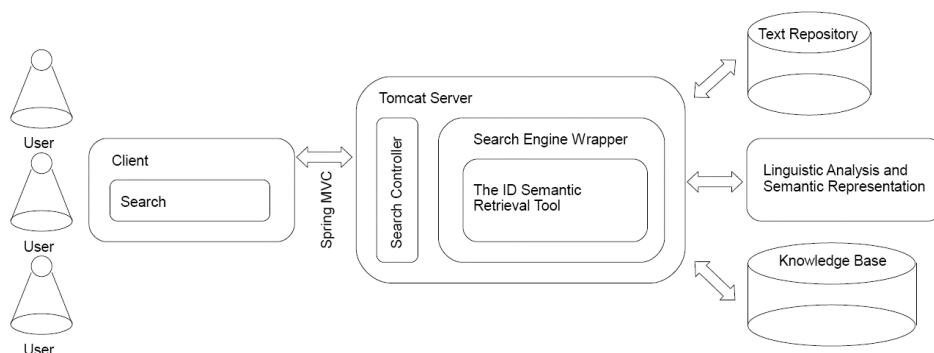 User
User
User
Client
Search
Spring MVC
Tomcat Server
Search Controller
Search Engine Wrapper
The ID Semantic
Retrieval Tool
Text Repository
Linguistic Analysis and
Semantic Representation
Knowledge Base